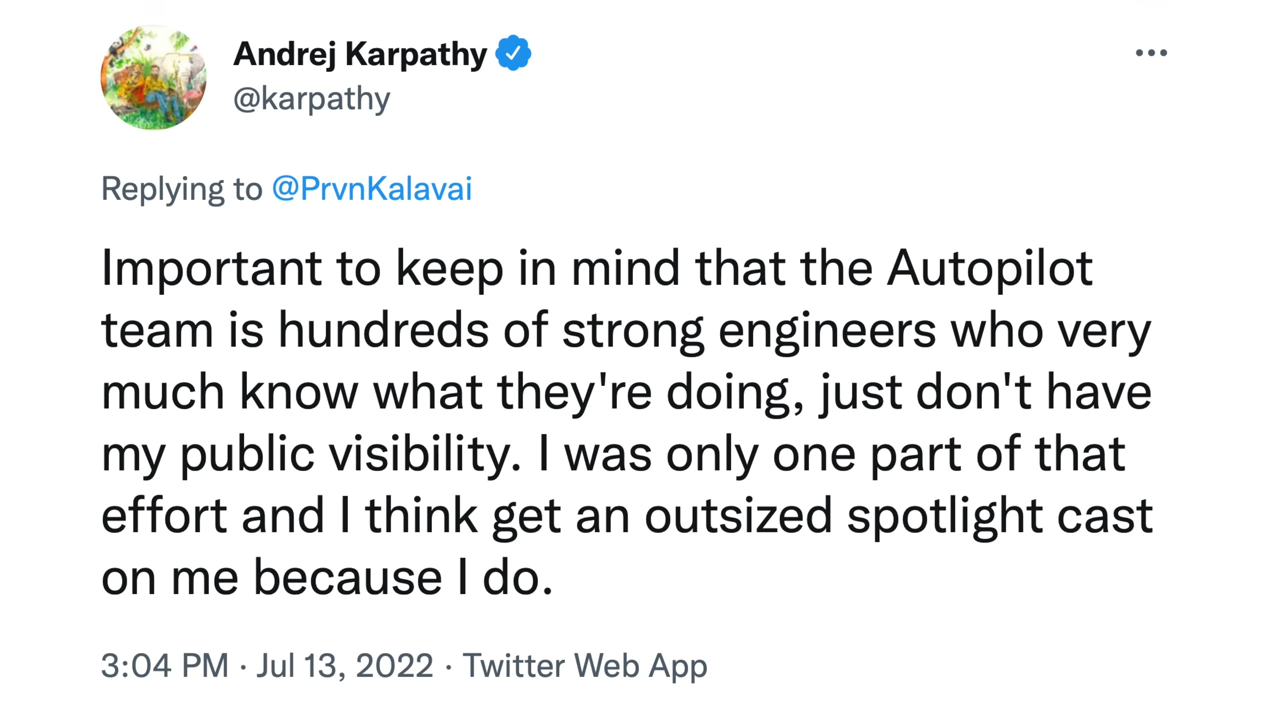 Andrej Karpathy
@karpathy
Replying to @PrvnKalavai
Important to keep in mind that the Autopilot
team is hundreds of strong engineers who very
much know what they're doing, just don't have
my public visibility. I was only one part of that
effort and I think get an outsized spotlight cast
on me because I do.
3:04 PM · Jul 13, 2022 · Twitter Web App